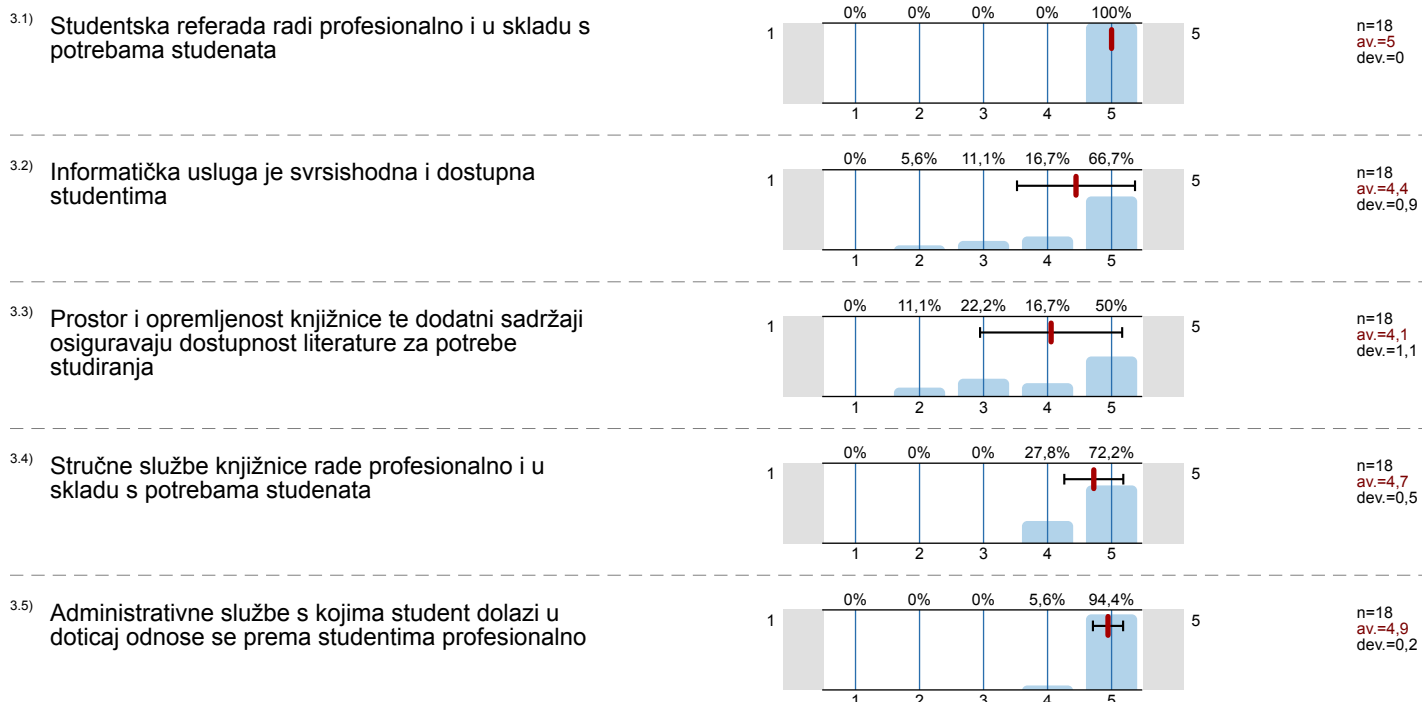 3.1) Studentska referada radi profesionalno i u skladu s
potrebama studenata
0% 0% 0% 0% 100%
1 5
1 2 3 4 5
n=18
av.=5
dev.=0
3.2) Informatička usluga je svrsishodna i dostupna
studentima
0% 5,6% 11,1% 16,7% 66,7%
1 5
1 2 3 4 5
n=18
av.=4,4
dev.=0,9
3.3) Prostor i opremljenost knjižnice te dodatni sadržaji
osiguravaju dostupnost literature za potrebe
studiranja
0% 11,1% 22,2% 16,7% 50%
1 5
1 2 3 4 5
n=18
av.=4,1
dev.=1,1
3.4) Stručne službe knjižnice rade profesionalno i u
skladu s potrebama studenata
0% 0% 0% 27,8% 72,2%
1 5
1 2 3 4 5
n=18
av.=4,7
dev.=0,5
3.5) Administrativne službe s kojima student dolazi u
doticaj odnose se prema studentima profesionalno
0% 0% 0% 5,6% 94,4%
1 5
1 2 3 4 5
n=18
av.=4,9
dev.=0,2